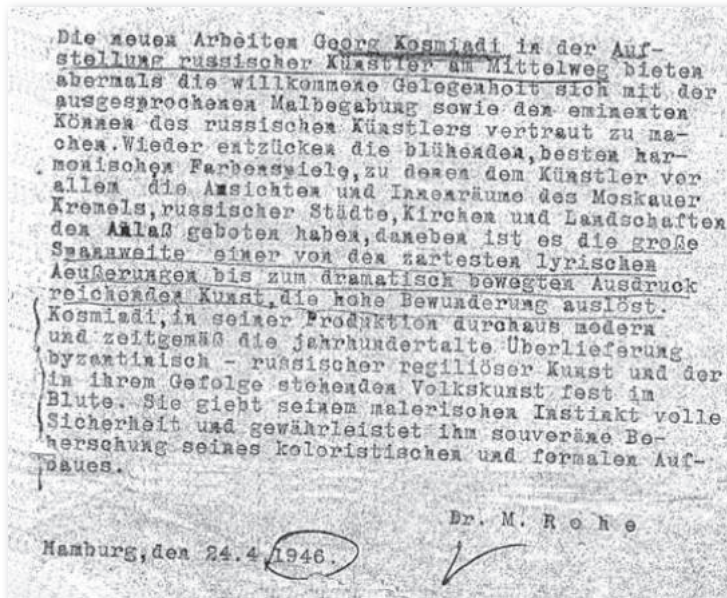 Die neuen Arbeiten Georg Kosmiadi in der Auf-
stellung russischer Künstler am Mittelweg bieten
abermals die willkommene Gelegenheit sich mit der
ausgesprochenen Malbegabung sowie den eminenten
Können des russischen Künstlers vertraut zu ma-
chen.Wieder entzücken die blühenden,besten har-
monischen Farbenspiele,zu denen dem Künstler vor
allem die Ansichten und Innenräume des Moskauer
Kremels,russischer Städte,Kirchen und Landschaften
den Anlaß geboten haben,daneben ist es die große
Spannweite einer von den zartesten lyrischen
Aeußerungen bis zum dramatisch bewegten Ausdruck
reichenden Kunst,die hohe Bewunderung auslöst.
Kosmiadi,in seiner Produktion durchaus modern
und zeitgemäß die jahrhundertalte Überlieferung
byzantinisch - russischer regiliöser Kunst und der
in ihrem Gefolge stehenden Volkskunst fest im
Blute. Sie giebt seinem malerischen Instinkt volle
Sicherheit und gewährleistet ihm souveräne Be-
herschung seines koloristischen und formalen Auf-
baues.
Dr. M. Rohe
Hamburg,den 24.4.1946.